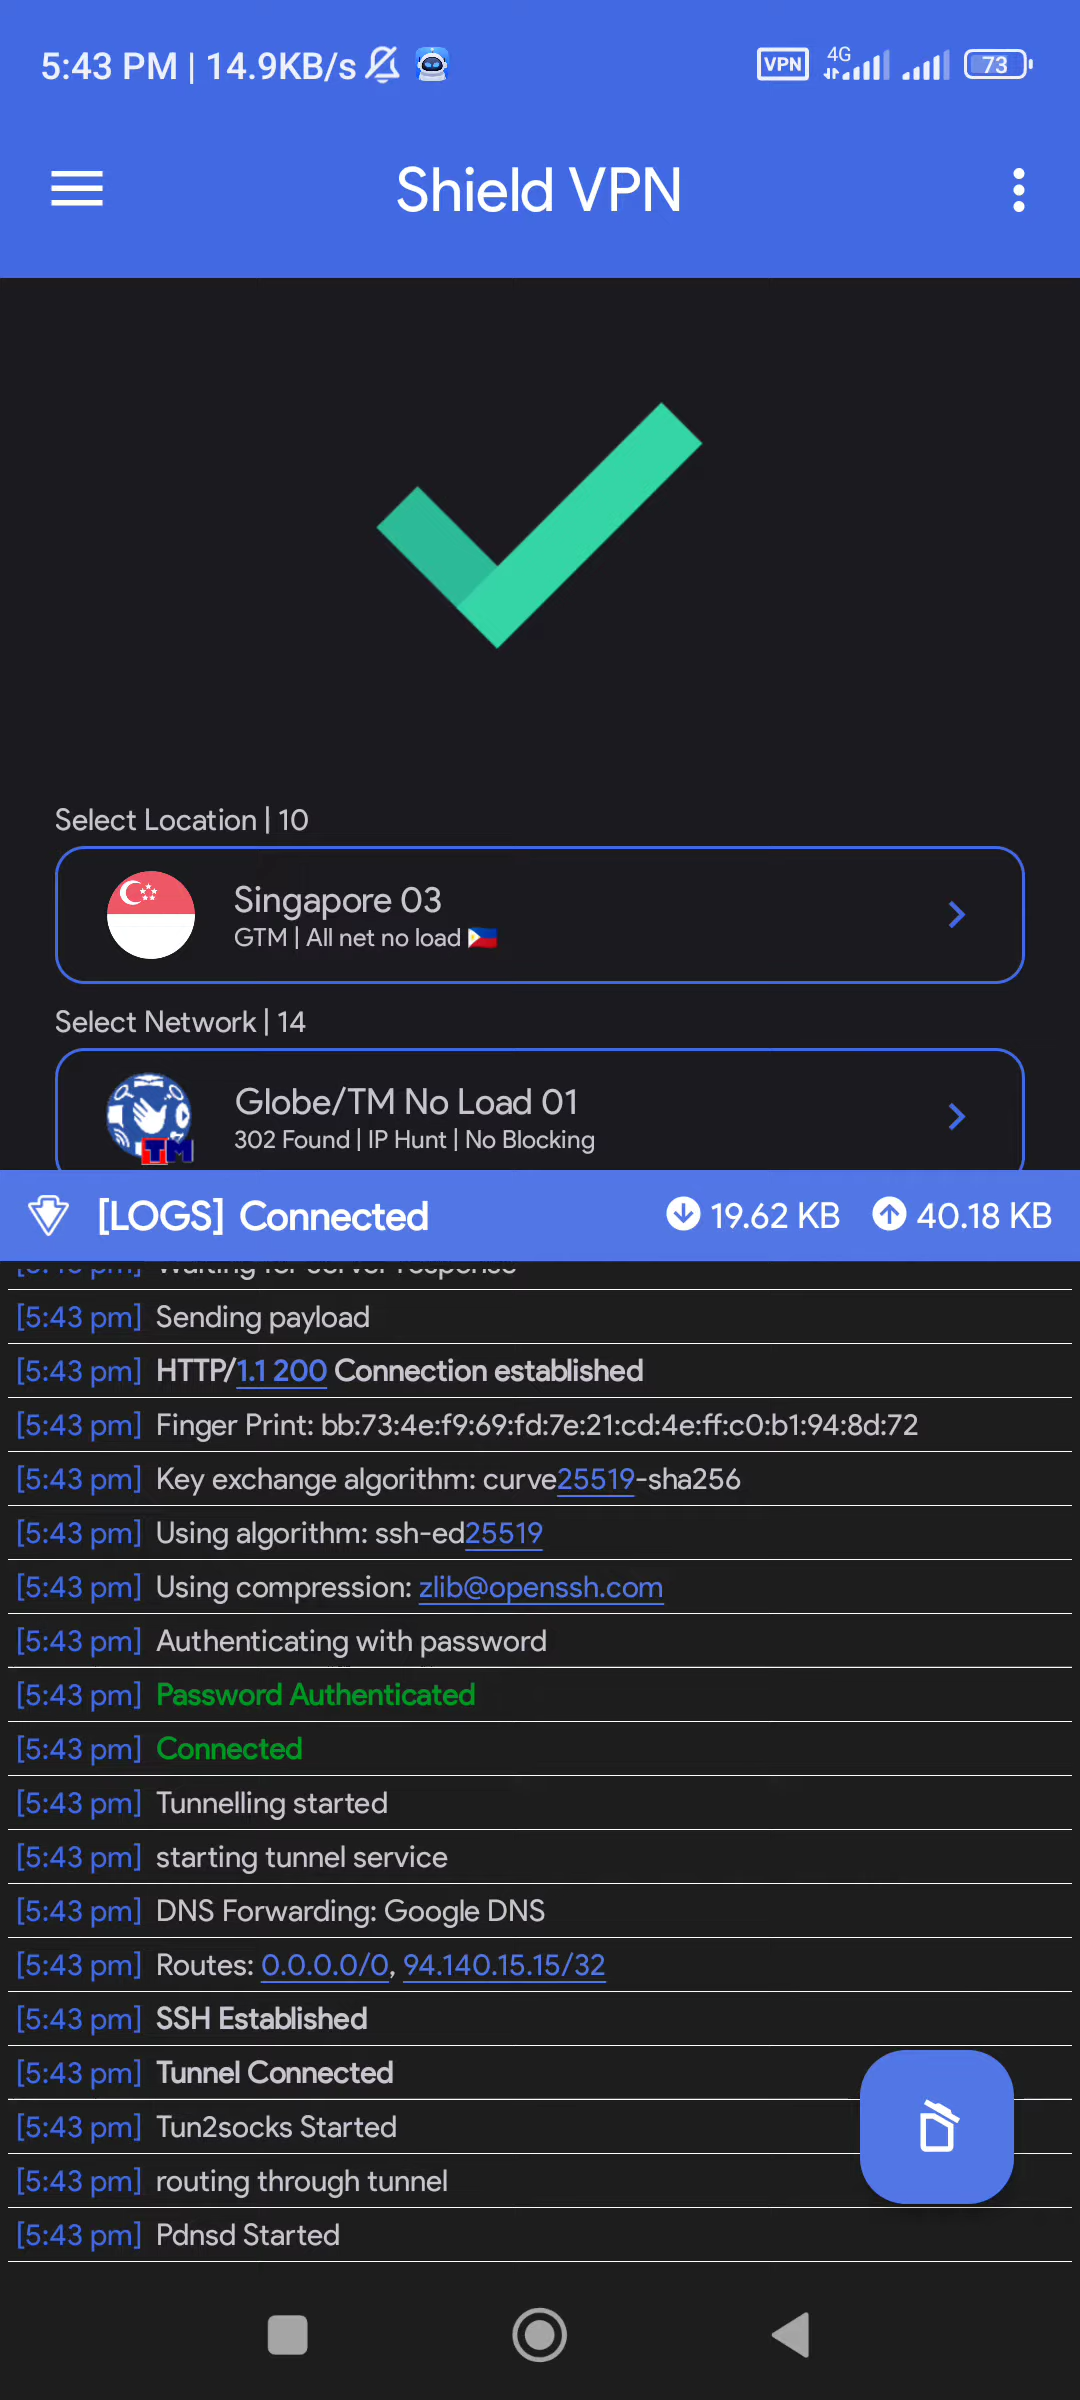 5:43 PM | 14.9KB/s
VPN 4G 73
Shield VPN
Select Location | 10
Singapore 03
GTM | All net no load 🇵🇭
Select Network | 14
Globe/TM No Load 01
302 Found | IP Hunt | No Blocking
TM
[LOGS] Connected 19.62 KB 40.18 KB
Waiting for server response
[5:43 pm] Sending payload
[5:43 pm] HTTP/1.1 200 Connection established
[5:43 pm] Finger Print: bb:73:4e:f9:69:fd:7e:21:cd:4e:ff:c0:b1:94:8d:72
[5:43 pm] Key exchange algorithm: curve25519-sha256
[5:43 pm] Using algorithm: ssh-ed25519
[5:43 pm] Using compression: zlib@openssh.com
[5:43 pm] Authenticating with password
[5:43 pm] Password Authenticated
[5:43 pm] Connected
[5:43 pm] Tunnelling started
[5:43 pm] starting tunnel service
[5:43 pm] DNS Forwarding: Google DNS
[5:43 pm] Routes: 0.0.0.0/0, 94.140.15.15/32
[5:43 pm] SSH Established
[5:43 pm] Tunnel Connected
[5:43 pm] Tun2socks Started
[5:43 pm] routing through tunnel
[5:43 pm] Pdnsd Started